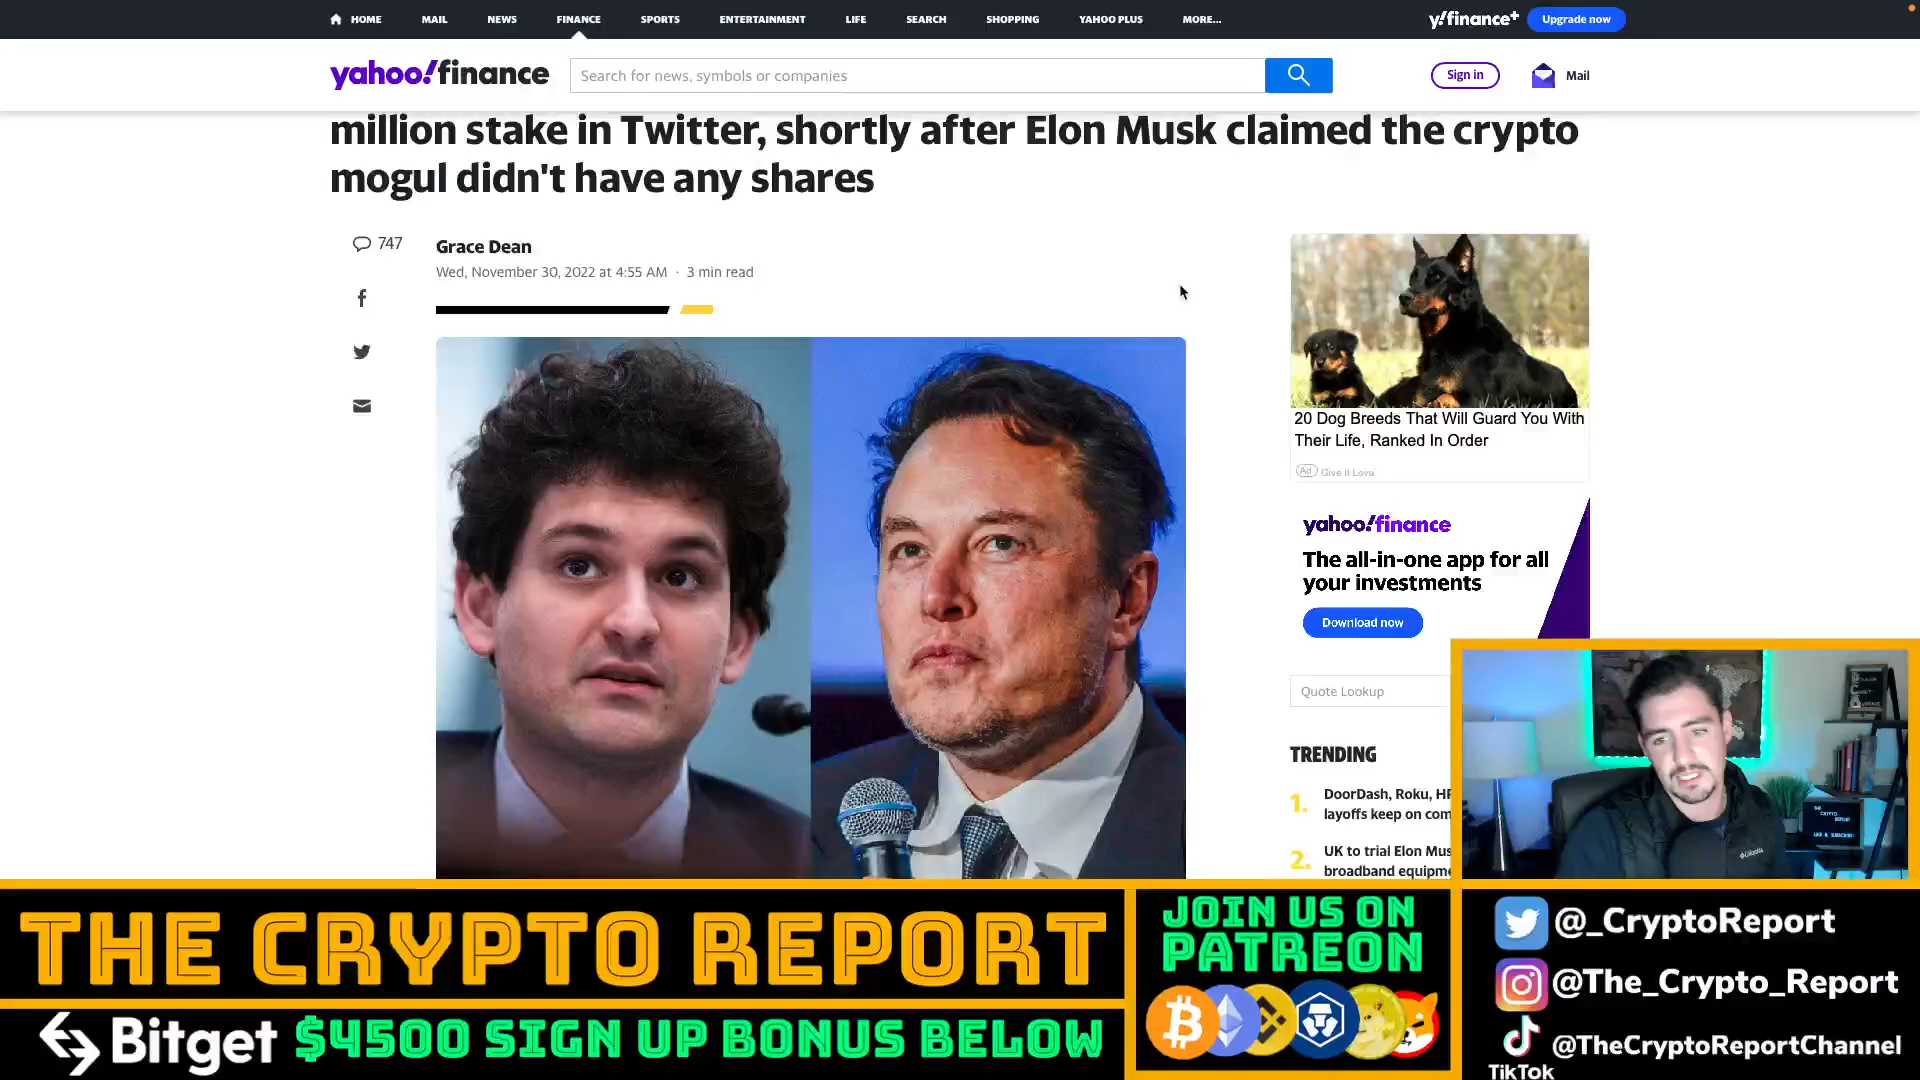 HOME MAIL NEWS FINANCE SPORTS ENTERTAINMENT LIFE SEARCH SHOPPING YAHOO PLUS MORE... y!finance+ Upgrade now
yahoo!finance Search for news, symbols or companies Sign in Mail
million stake in Twitter, shortly after Elon Musk claimed the crypto
mogul didn't have any shares
747
Grace Dean
Wed, November 30, 2022 at 4:55 AM · 3 min read
20 Dog Breeds That Will Guard You With
Their Life, Ranked In Order
Ad Give It Love
yahoo!finance
The all-in-one app for all
your investments
Download now
Quote Lookup
TRENDING
1. DoorDash, Roku, HP
layoffs keep on com
2. UK to trial Elon Mus
broadband equipme
THE CRYPTO REPORT
Bitget $4500 SIGN UP BONUS BELOW
JOIN US ON
PATREON
@_CryptoReport
@The_Crypto_Report
@TheCryptoReportChannel
TikTok